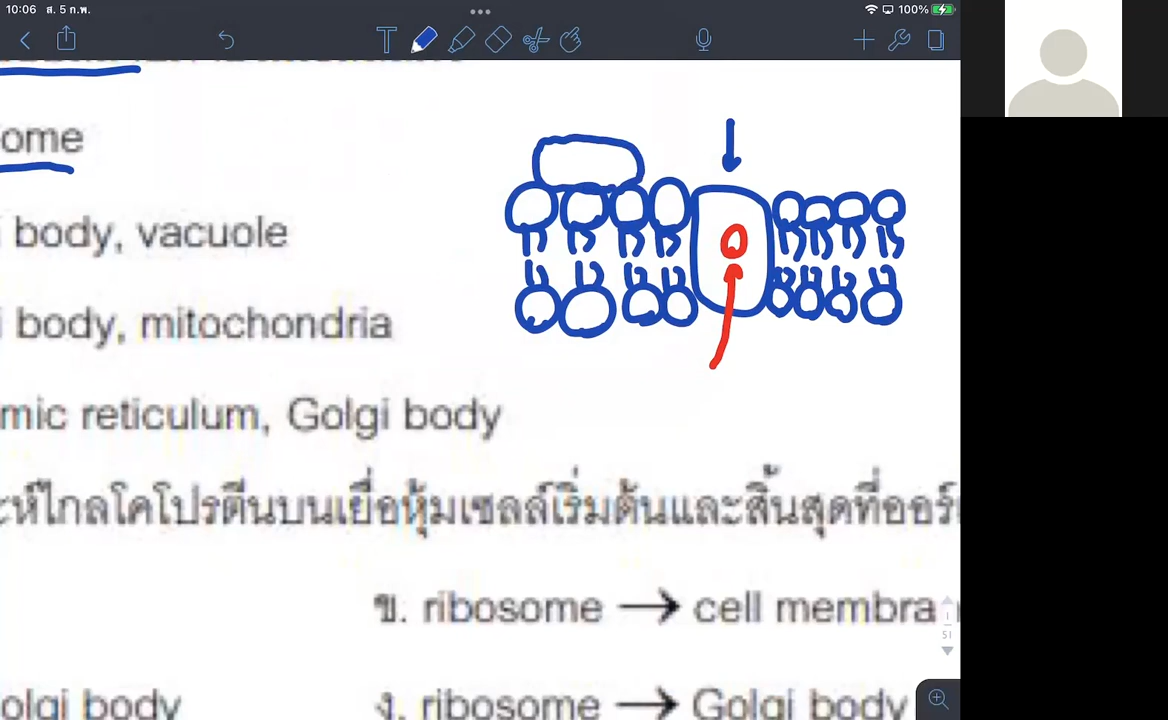 10:06 ส. 5 ก.พ. 100%
ome
body, vacuole
i body, mitochondria
mic reticulum, Golgi body
ะห์ไกลโคโปรตีนบนเยื่อหุ้มเซลล์เริ่มต้นและสิ้นสุดที่ออร์
ข. ribosome → cell membra
olgi body ง. ribosome → Golgi body